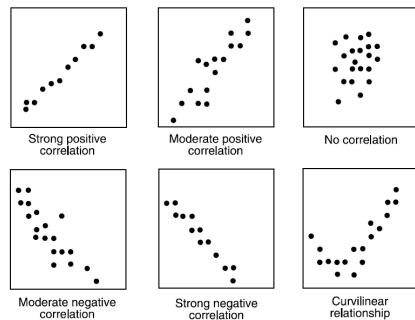 Strong positive
correlation
Moderate positive
correlation
No correlation
Moderate negative
correlation
Strong negative
correlation
Curvilinear
relationship